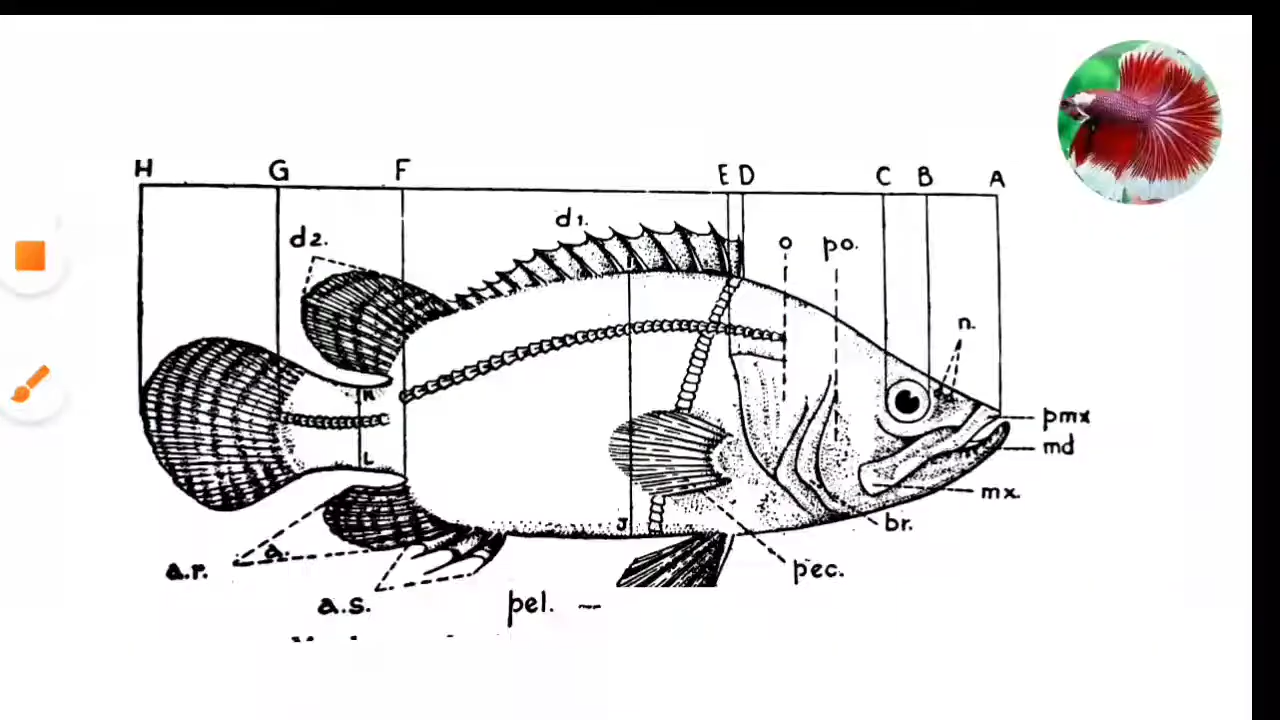 H G F E D C B A
d1.
d2.
o
po.
n.
K
pmx
md
L
mx.
J
br.
a.
a.r.
pec.
a.s.
pel. --